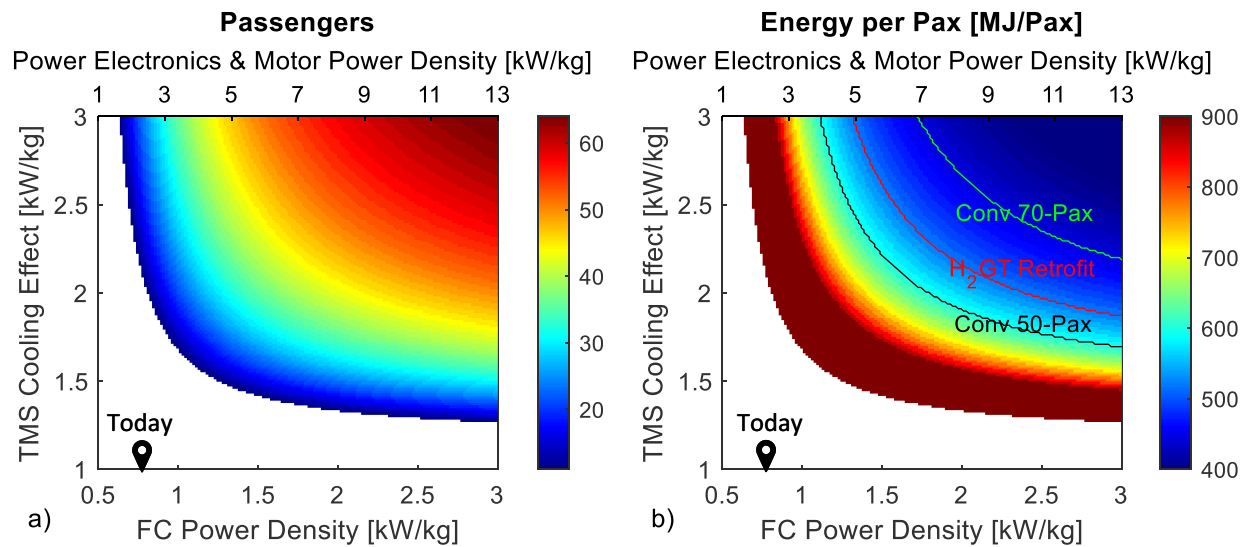 Passengers
Power Electronics & Motor Power Density [kW/kg]
1 3 5 7 9 11 13
3
2.5
2
1.5
1
TMS Cooling Effect [kW/kg]
Today
0.5 1 1.5 2 2.5 3
FC Power Density [kW/kg]
a)
60
50
40
30
20
Energy per Pax [MJ/Pax]
Power Electronics & Motor Power Density [kW/kg]
1 3 5 7 9 11 13
3
2.5
2
1.5
1
TMS Cooling Effect [kW/kg]
Conv 70-Pax
H2GT Retrofit
Conv 50-Pax
Today
0.5 1 1.5 2 2.5 3
FC Power Density [kW/kg]
b)
900
800
700
600
500
400